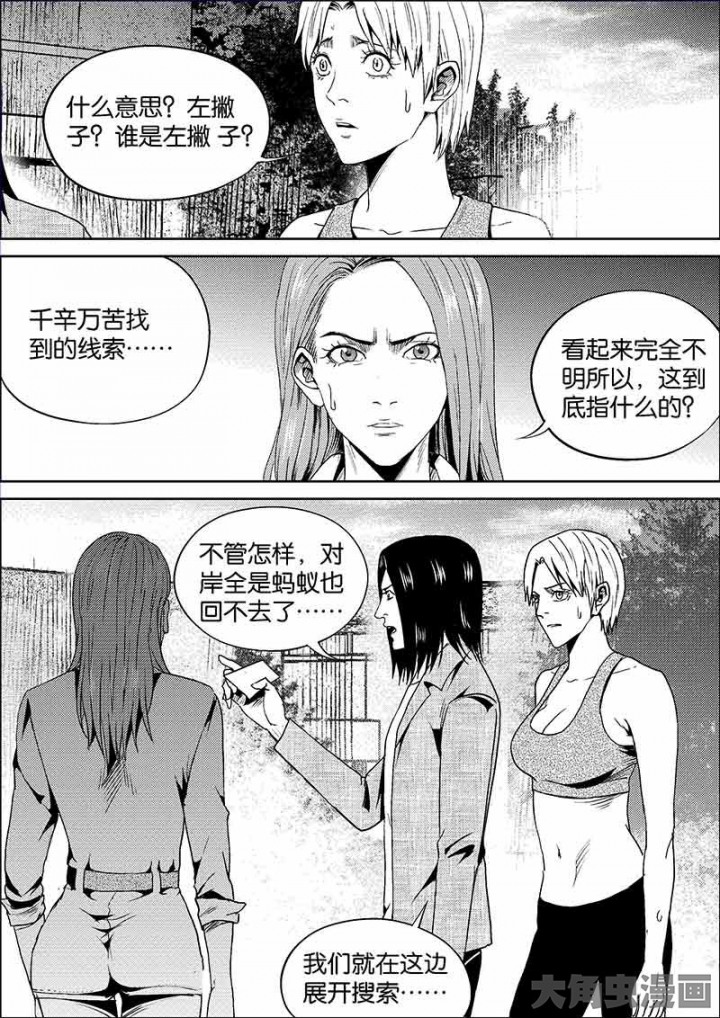 什么意思？左撇
子？谁是左撇 子？
千辛万苦找
到的线索……
看起来完全不
明所以，这到
底指什么的？
不管怎样，对
岸全是蚂蚁也
回不去了……
我们就在这边
展开搜索……
大角虫漫画